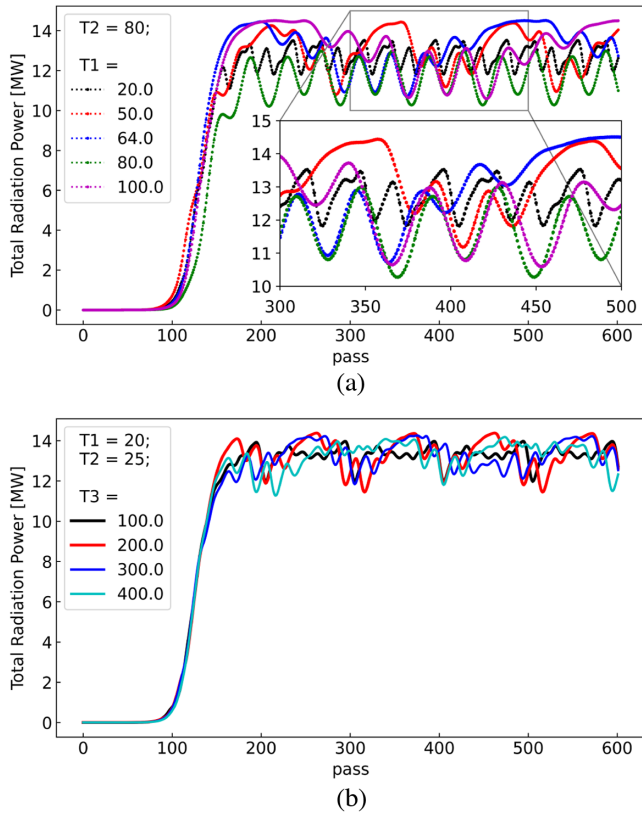 14
12
10
8
6
4
2
0
Total Radiation Power [MW]
T2 = 80;
T1 =
20.0
50.0
64.0
80.0
100.0
15
14
13
12
11
10
300 350 400 450 500
0 100 200 300 400 500 600
pass
(a)
14
12
10
8
6
4
2
0
Total Radiation Power [MW]
T1 = 20;
T2 = 25;
T3 =
100.0
200.0
300.0
400.0
0 100 200 300 400 500 600
pass
(b)